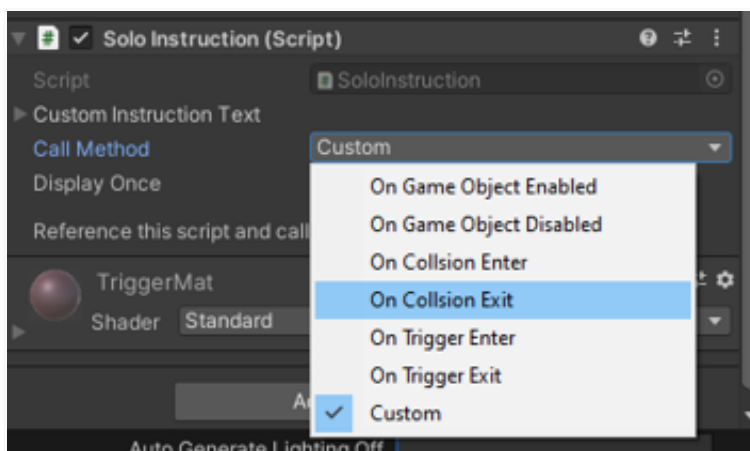 Solo Instruction (Script)
Script SoloInstruction
Custom Instruction Text
Call Method Custom
Display Once On Game Object Enabled
On Game Object Disabled
Reference this script and call
On Collsion Enter
TriggerMat
On Collsion Exit
Shader Standard
On Trigger Enter
On Trigger Exit
Custom
Auto Generate Lighting Off